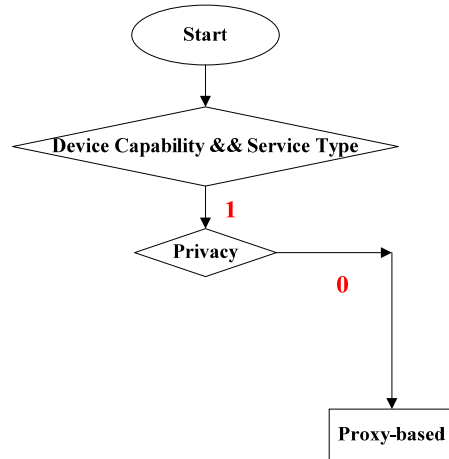 Start
Device Capability && Service Type
1
Privacy
0
Proxy-based